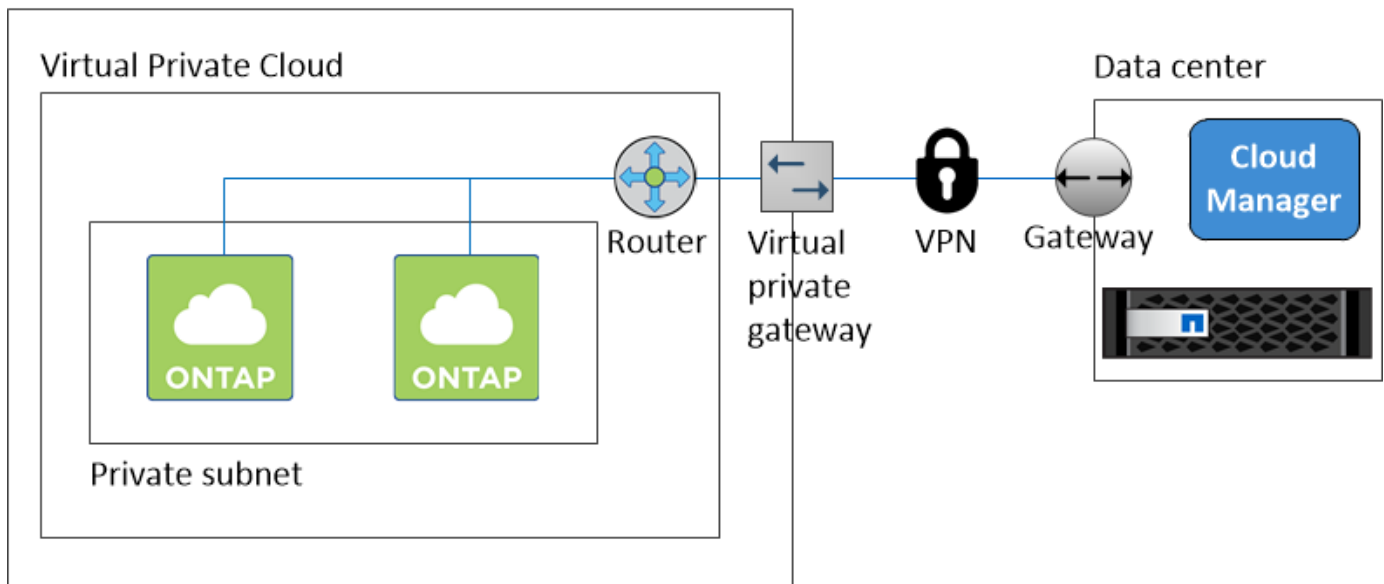 Virtual Private Cloud
Data center
Cloud
Manager
Router
Virtual
private
gateway
VPN
Gateway
ONTAP
ONTAP
Private subnet